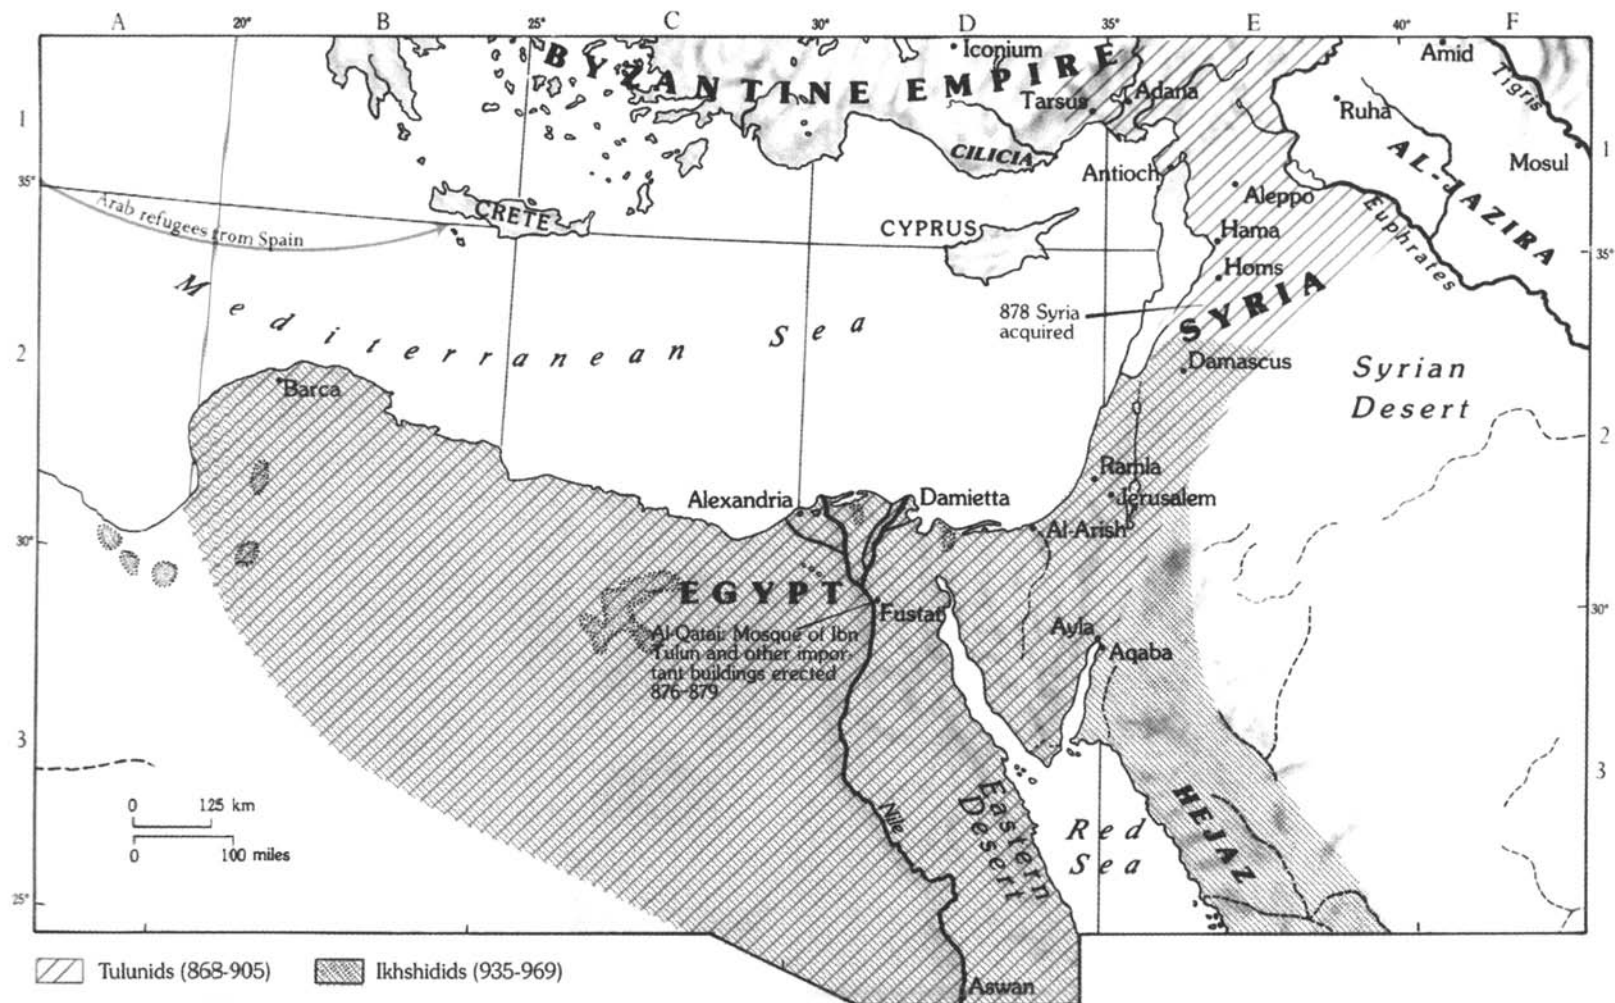 A B C D E F
20° 25° 30° 35° 40°
BYZANTINE EMPIRE
Iconium
Tarsus
Adana
Amid
Tigris
Ruha
Mosul
1
1
CILICIA
Antioch
Aleppo
AL-JAZIRA
35°
Arab refugees from Spain
CRETE
CYPRUS
Hama
Euphrates
35°
Homs
878 Syria
acquired
SYRIA
Mediterranean Sea
2
Damascus
Syrian
Desert
Barca
2
Ramla
Jerusalem
Alexandria
Damietta
Al-Arish
30°
EGYPT
Fustat
30°
Al-Qatai: Mosque of Ibn
Tulun and other impor-
tant buildings erected
876-879
Ayla
Aqaba
3
3
0 125 km
0 100 miles
Nile
Eastern
Desert
Red
Sea
HEJAZ
25°
Tulunids (868-905)
Ikhshidids (935-969)
Aswan